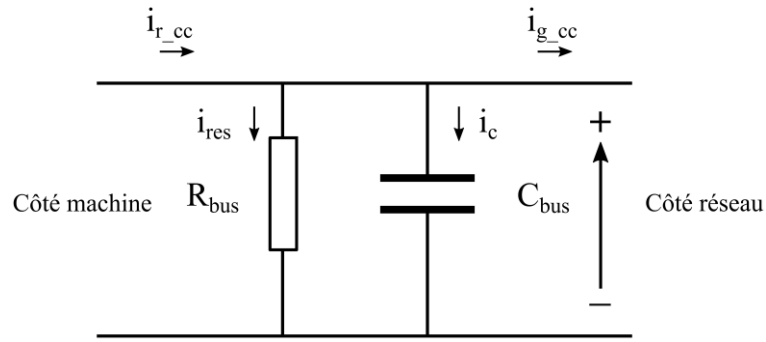 i_r_cc
i_g_cc
i_res
i_c
+
Côté machine
R_bus
C_bus
Côté réseau
−